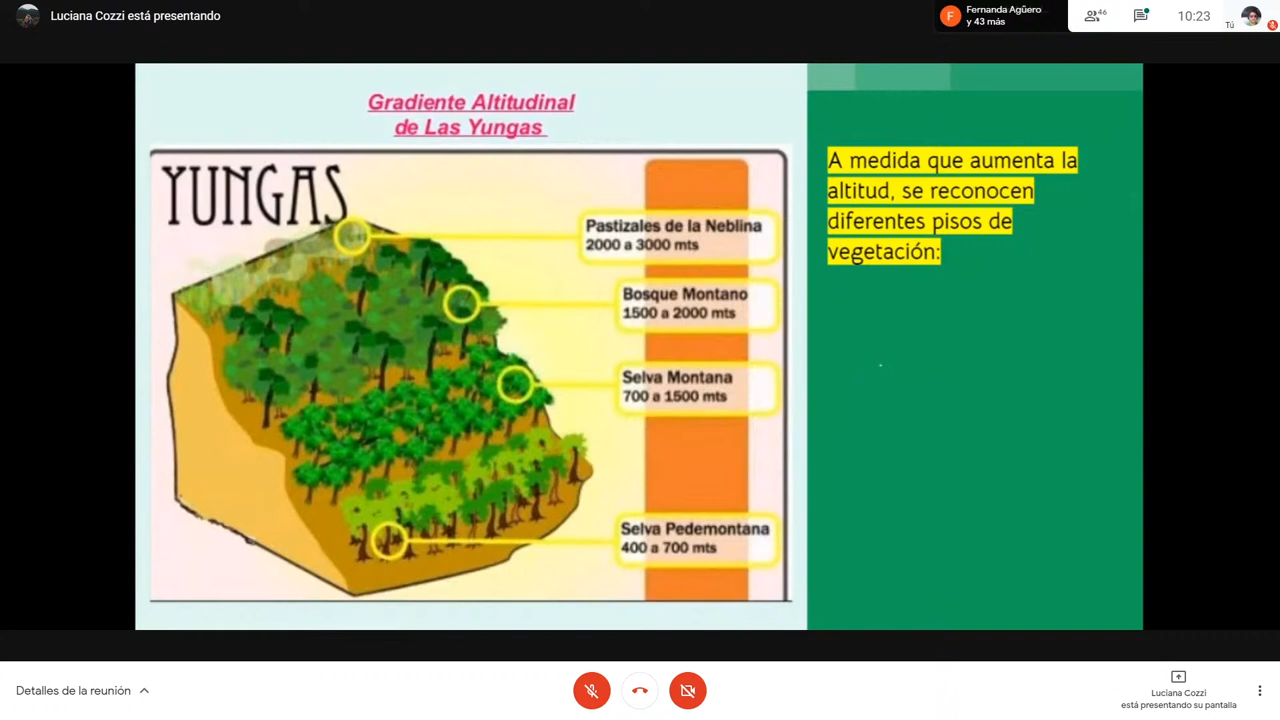 Luciana Cozzi está presentando
Fernanda Agüero
y 43 más
46
10:23
Tú
Gradiente Altitudinal
de Las Yungas
YUNGAS
Pastizales de la Neblina
2000 a 3000 mts
Bosque Montano
1500 a 2000 mts
Selva Montana
700 a 1500 mts
Selva Pedemontana
400 a 700 mts
A medida que aumenta la
altitud, se reconocen
diferentes pisos de
vegetación:
Detalles de la reunión
Luciana Cozzi
está presentando su pantalla